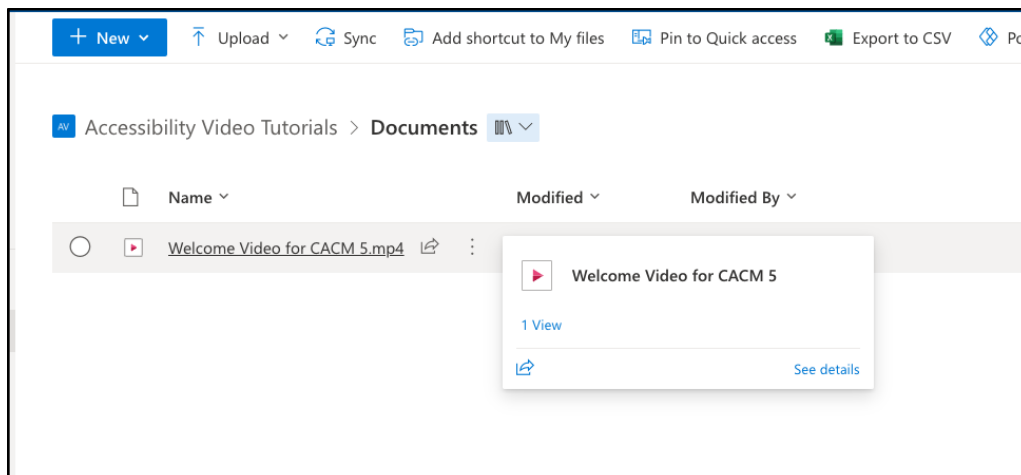 + New Upload Sync Add shortcut to My files Pin to Quick access Export to CSV
AV Accessibility Video Tutorials > Documents
Name Modified Modified By
Welcome Video for CACM 5.mp4
Welcome Video for CACM 5
1 View
See details